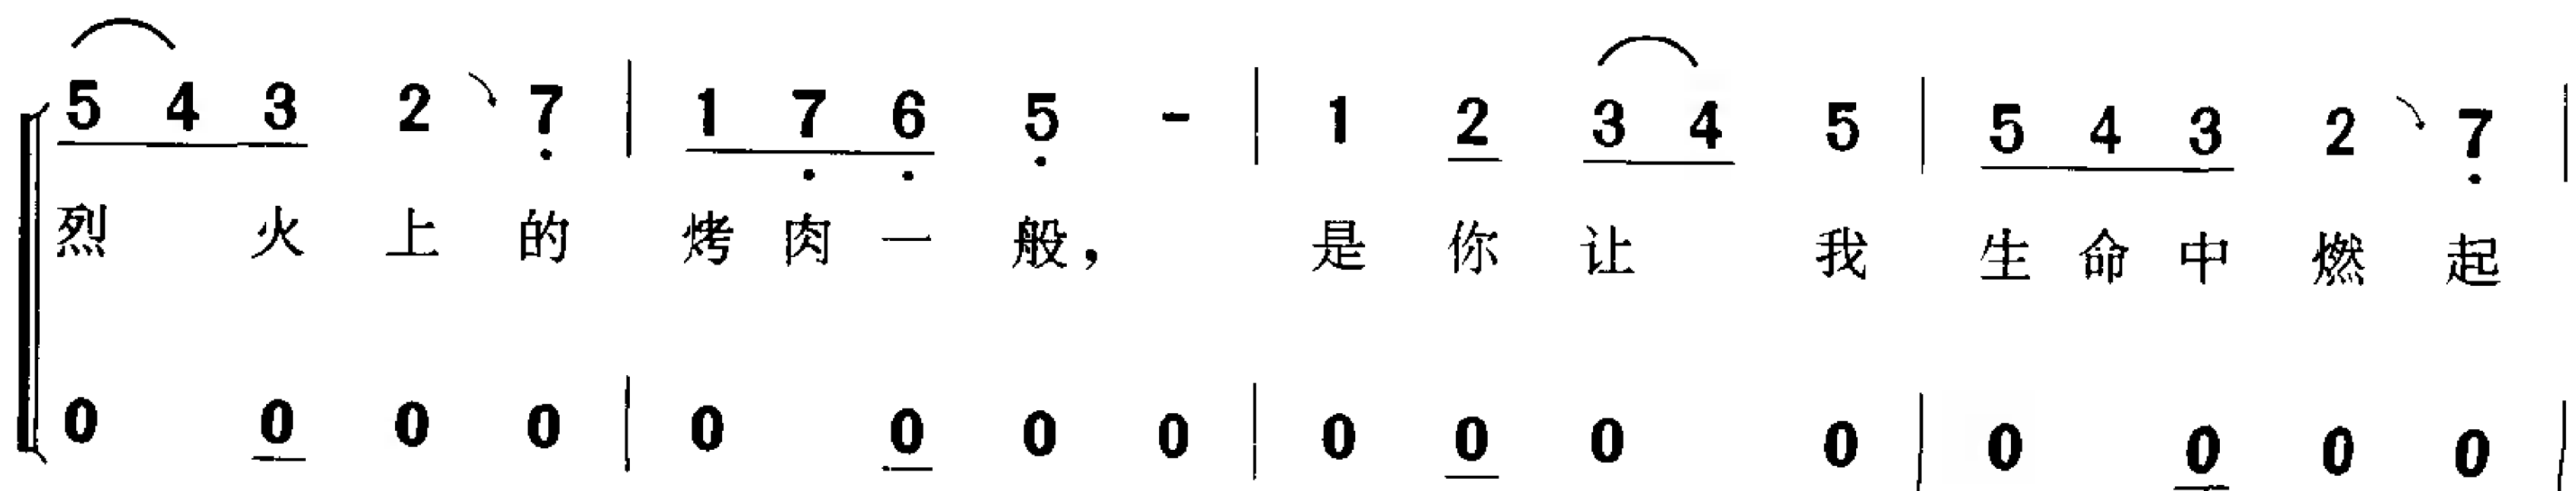 5 4 3 2 7 | 1 7 6 5 - | 1 2 3 4 5 | 5 4 3 2 7 |
烈 火 上 的 烤 肉 一 般， 是 你 让 我 生 命 中 燃 起
0 0 0 0 | 0 0 0 0 | 0 0 0 0 | 0 0 0 0 |